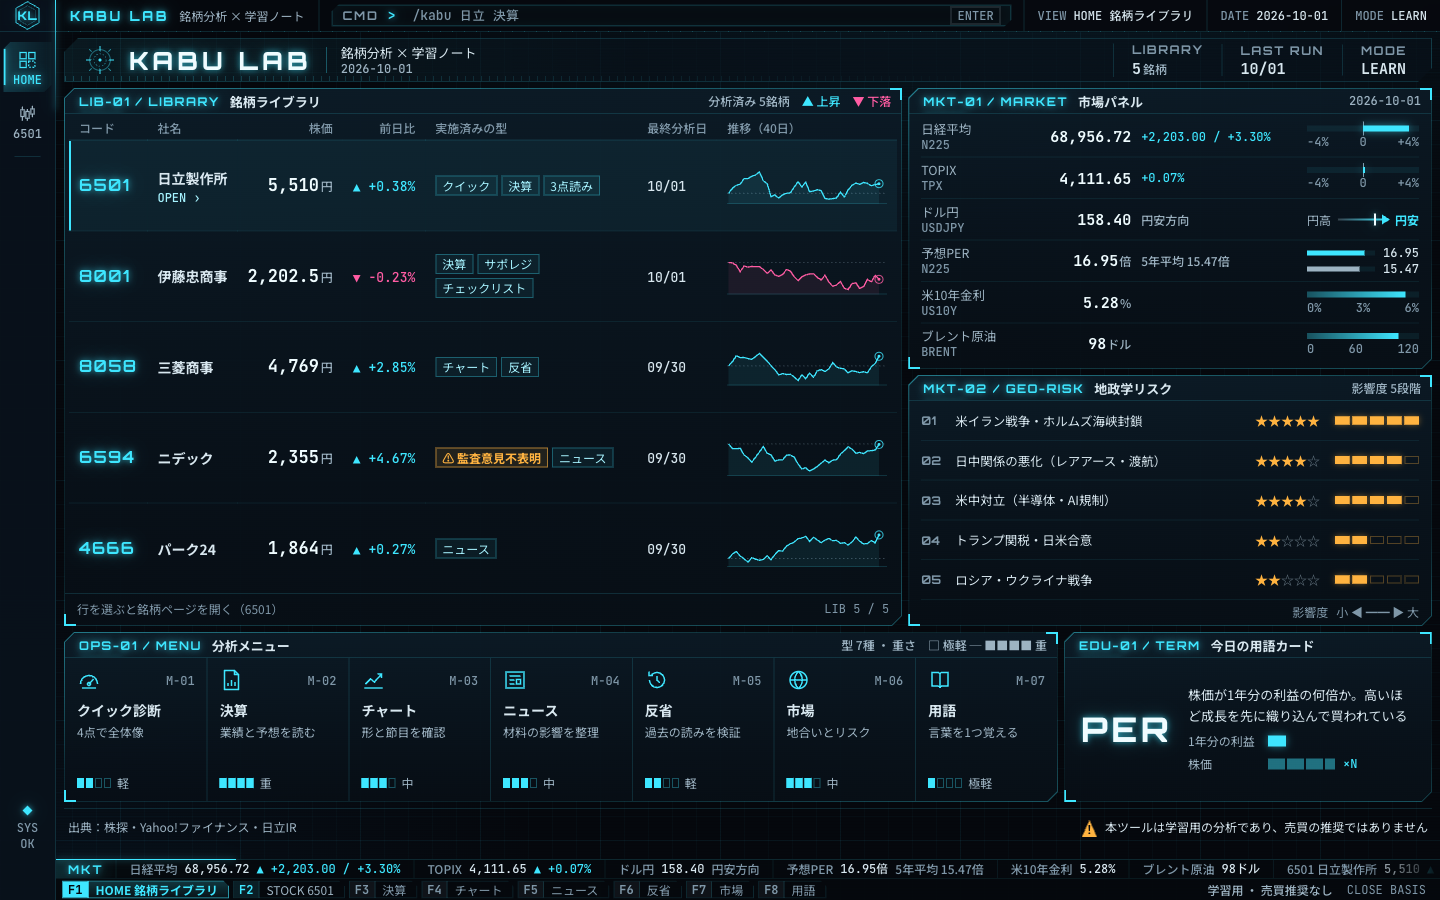 KL KABU LAB 銘柄分析 × 学習ノート CMD > /kabu 日立 決算 ENTER VIEW HOME 銘柄ライブラリ DATE 2026-10-01 MODE LEARN
HOME
6501
SYS
OK
KABU LAB 銘柄分析 × 学習ノート
2026-10-01
LIBRARY
5銘柄
LAST RUN
10/01
MODE
LEARN
LIB-01 / LIBRARY 銘柄ライブラリ 分析済み 5銘柄 ▲上昇 ▼下落
コード 社名 株価 前日比 実施済みの型 最終分析日 推移（40日）
6501 日立製作所 5,510円 ▲ +0.38% クイック 決算 3点読み 10/01
OPEN ›
8001 伊藤忠商事 2,202.5円 ▼ -0.23% 決算 サポレジ 10/01
チェックリスト
8058 三菱商事 4,769円 ▲ +2.85% チャート 反省 09/30
6594 ニデック 2,355円 ▲ +4.67% ⚠監査意見不表明 ニュース 09/30
4666 パーク24 1,864円 ▲ +0.27% ニュース 09/30
行を選ぶと銘柄ページを開く（6501） LIB 5 / 5
MKT-01 / MARKET 市場パネル 2026-10-01
日経平均
N225
68,956.72 +2,203.00 / +3.30%
-4% 0 +4%
TOPIX
TPX
4,111.65 +0.07%
-4% 0 +4%
ドル円
USDJPY
158.40 円安方向 円高 円安
予想PER
N225
16.95倍 5年平均 15.47倍
16.95
15.47
米10年金利
US10Y
5.28%
0% 3% 6%
ブレント原油
BRENT
98ドル
0 60 120
MKT-02 / GEO-RISK 地政学リスク 影響度 5段階
01 米イラン戦争・ホルムズ海峡封鎖 ★★★★★
02 日中関係の悪化（レアアース・渡航） ★★★★☆
03 米中対立（半導体・AI規制） ★★★★☆
04 トランプ関税・日米合意 ★★☆☆☆
05 ロシア・ウクライナ戦争 ★★☆☆☆
影響度 小 ◀ ── ▶ 大
OPS-01 / MENU 分析メニュー 型 7種 ・ 重さ □ 極軽 ─ ■■■■ 重
M-01
クイック診断
4点で全体像
軽
M-02
決算
業績と予想を読む
重
M-03
チャート
形と節目を確認
中
M-04
ニュース
材料の影響を整理
中
M-05
反省
過去の読みを検証
軽
M-06
市場
地合いとリスク
中
M-07
用語
言葉を1つ覚える
極軽
EDU-01 / TERM 今日の用語カード
PER
株価が1年分の利益の何倍か。高いほ
ど成長を先に織り込んで買われている
1年分の利益
株価 ×N
出典：株探・Yahoo!ファイナンス・日立IR 本ツールは学習用の分析であり、売買の推奨ではありません
MKT 日経平均 68,956.72 ▲ +2,203.00 / +3.30% TOPIX 4,111.65 ▲ +0.07% ドル円 158.40 円安方向 予想PER 16.95倍 5年平均 15.47倍 米10年金利 5.28% ブレント原油 98ドル 6501 日立製作所 5,510
F1 HOME 銘柄ライブラリ F2 STOCK 6501 F3 決算 F4 チャート F5 ニュース F6 反省 F7 市場 F8 用語 学習用 ・ 売買推奨なし CLOSE BASIS